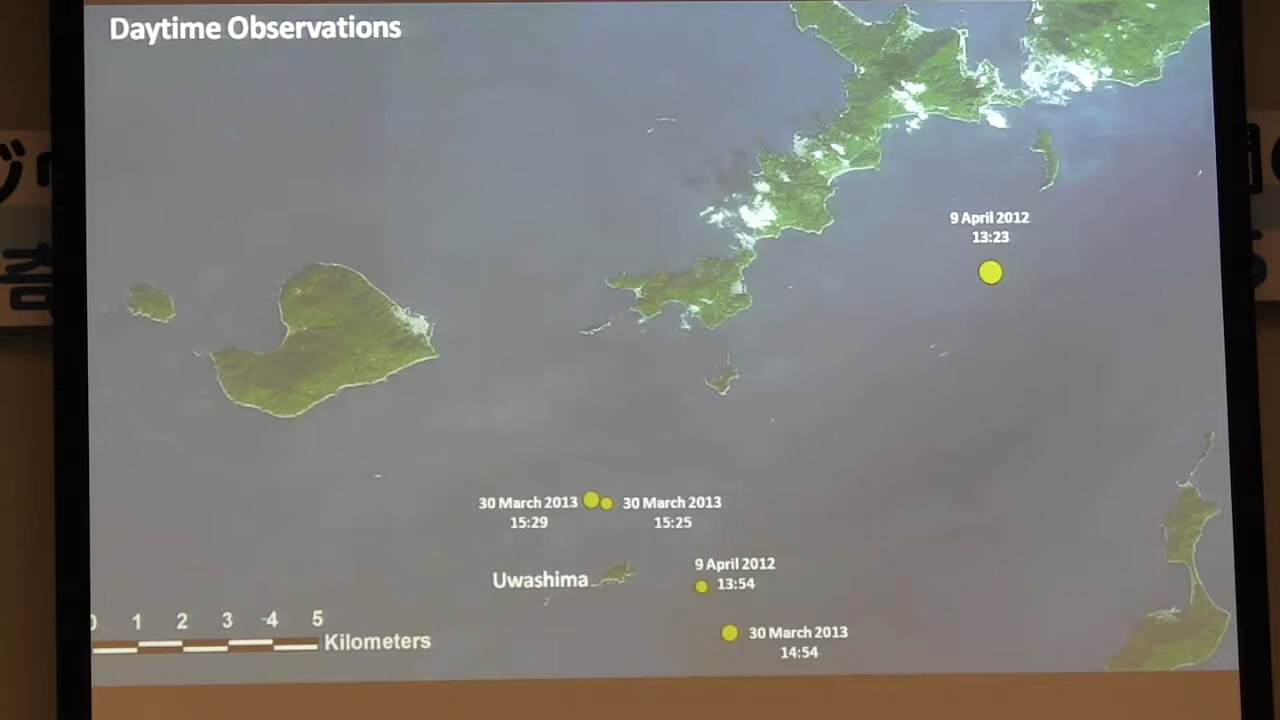 Daytime Observations
9 April 2012
13:23
30 March 2013
15:29
30 March 2013
15:25
9 April 2012
13:54
Uwashima
30 March 2013
14:54
0 1 2 3 4 5
Kilometers